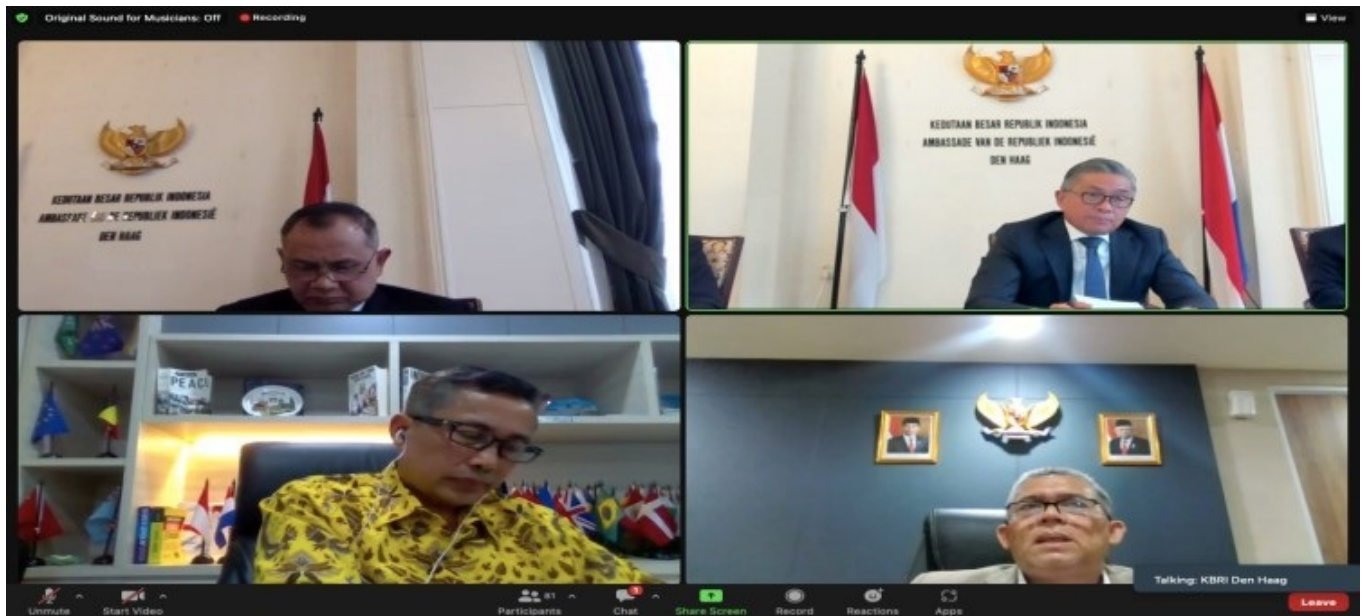 Original Sound for Musicians: Off
Recording
View
KEDUTAAN BESAR REPUBLIK INDONESIA
REPUBLIEK INDONESIË
DEN HAAG
KEDUTAAN BESAR REPUBLIK INDONESIA
AMBASSADE VAN DE REPUBLIEK INDONESIË
DEN HAAG
PEACE
Talking: KBRI Den Haag
Unmute
Start Video
81
Participants
1
Chat
Share Screen
Record
Reactions
Apps
Leave